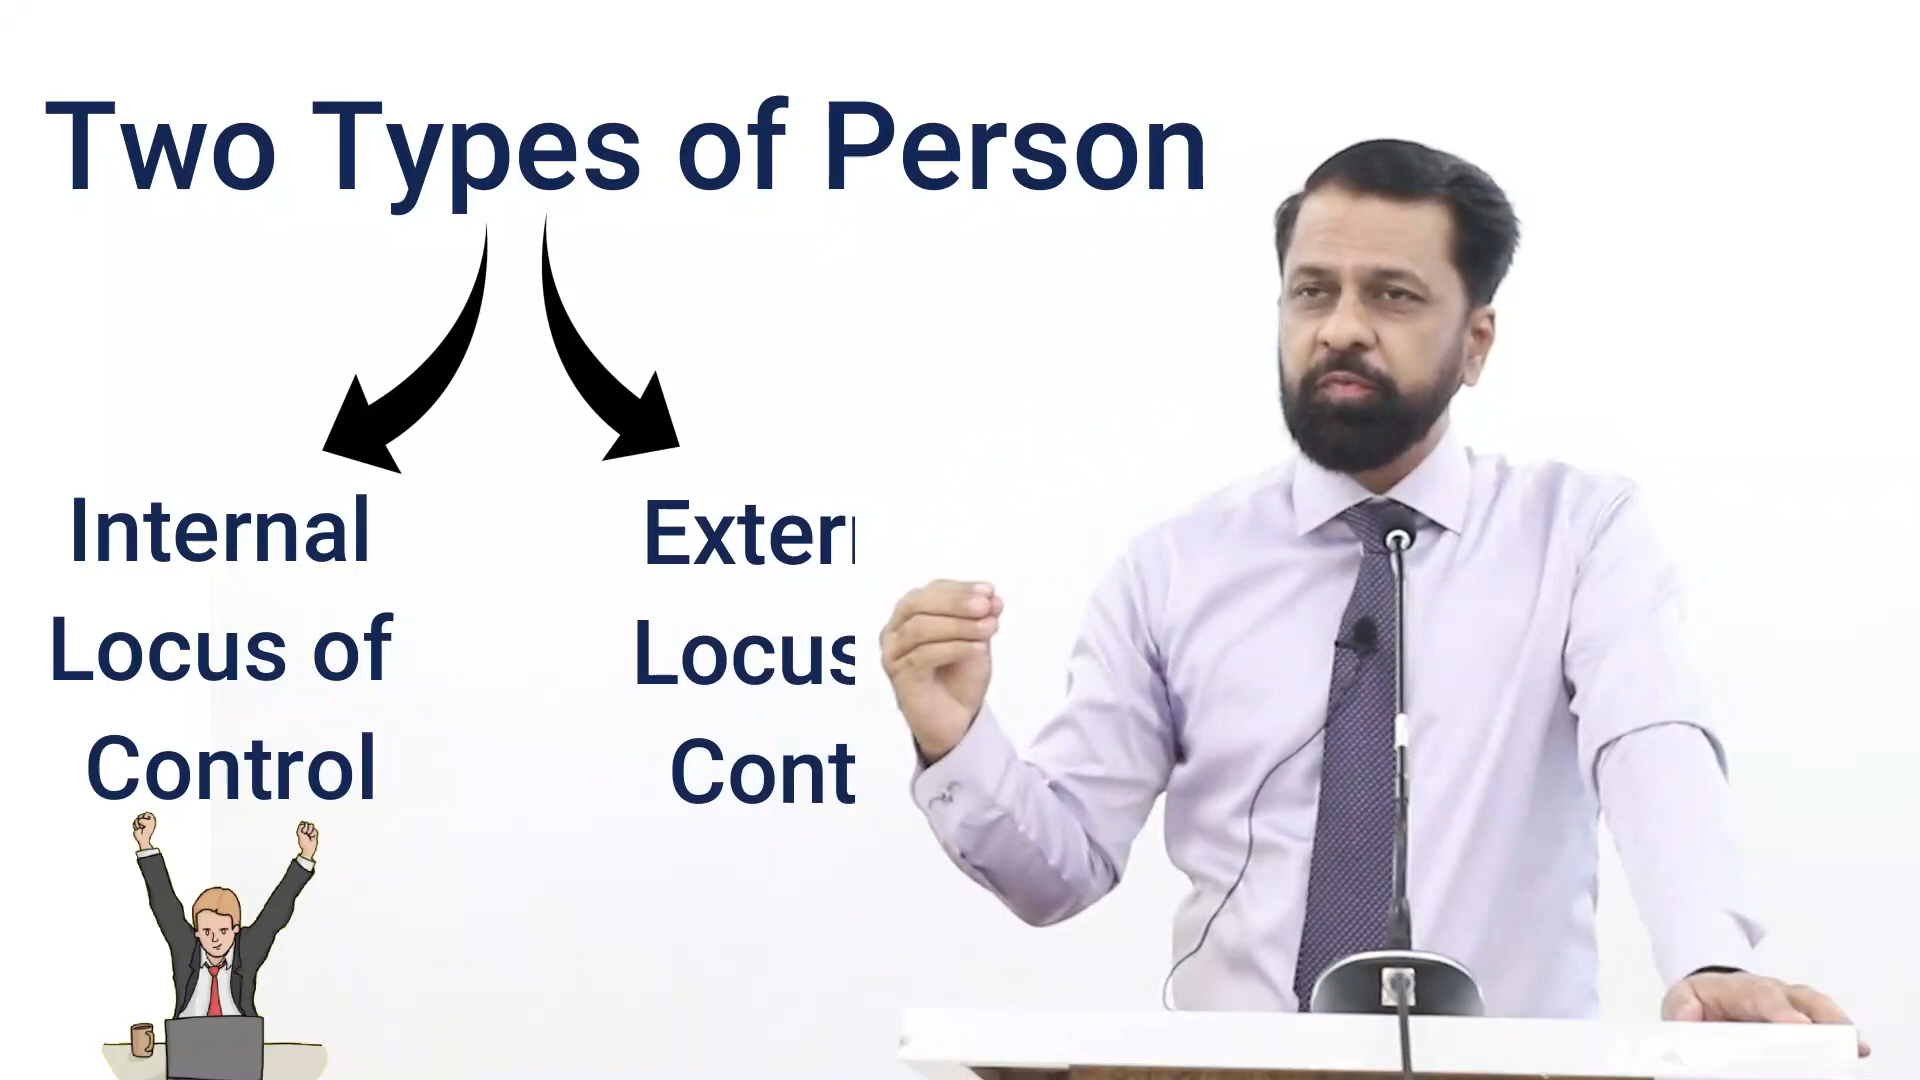 Two Types of Person
Internal
Locus of
Control
Exter
Locus
Cont